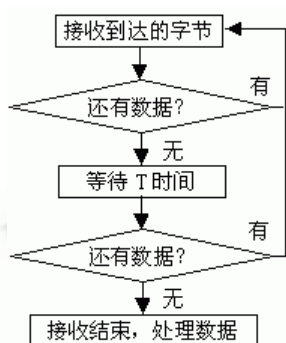 接收到达的字节
还有数据?
有
无
等待 T 时间
还有数据?
有
无
接收结束，处理数据